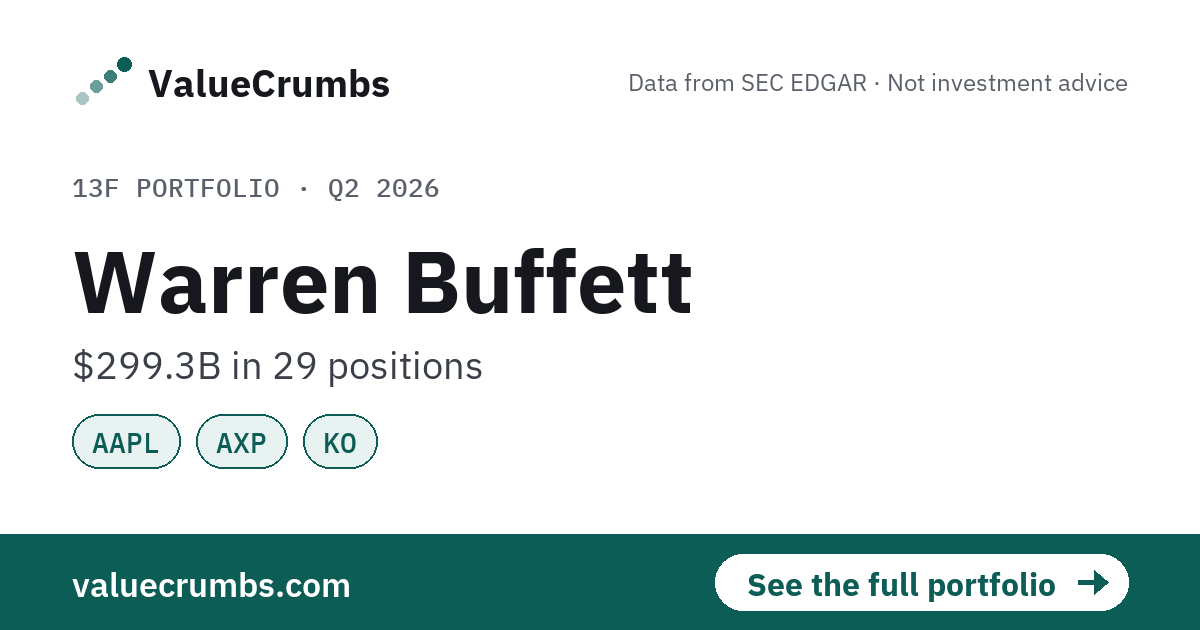 ValueCrumbs
Data from SEC EDGAR · Not investment advice
13F PORTFOLIO · Q2 2026
Warren Buffett
$299.3B in 29 positions
AAPL AXP KO
valuecrumbs.com
See the full portfolio →